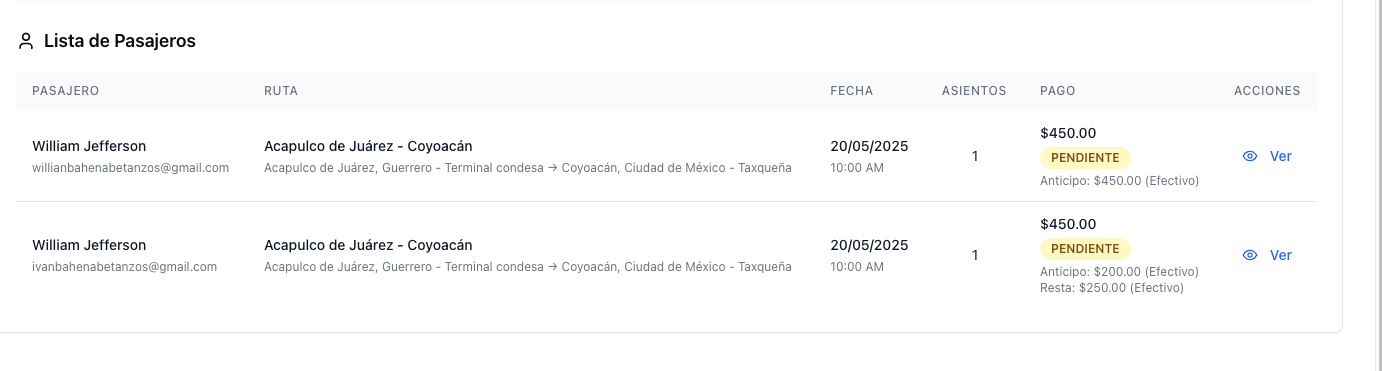 Lista de Pasajeros
PASAJERO RUTA FECHA ASIENTOS PAGO ACCIONES
William Jefferson Acapulco de Juárez - Coyoacán 20/05/2025 1 $450.00 Ver
willianbahenabetanzos@gmail.com Acapulco de Juárez, Guerrero - Terminal condesa → Coyoacán, Ciudad de México - Taxqueña 10:00 AM PENDIENTE
Anticipo: $450.00 (Efectivo)
William Jefferson Acapulco de Juárez - Coyoacán 20/05/2025 1 $450.00 Ver
ivanbahenabetanzos@gmail.com Acapulco de Juárez, Guerrero - Terminal condesa → Coyoacán, Ciudad de México - Taxqueña 10:00 AM PENDIENTE
Anticipo: $200.00 (Efectivo)
Resta: $250.00 (Efectivo)